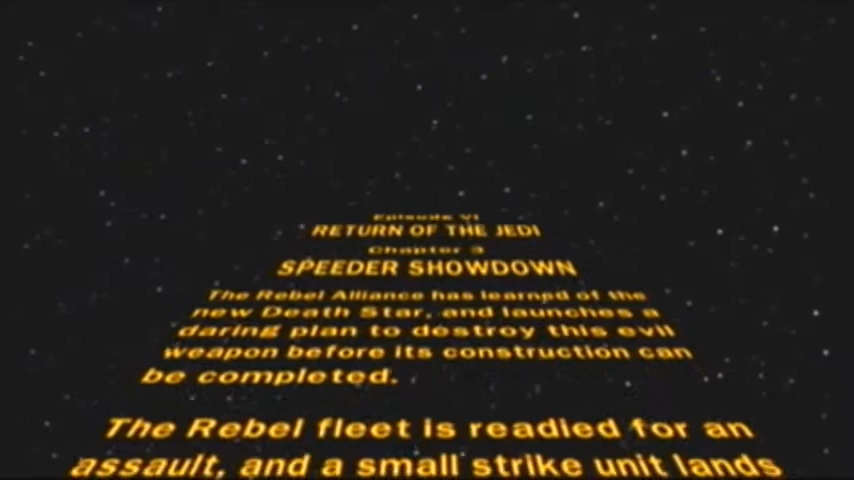 Episode VI
RETURN OF THE JEDI
Chapter 3
SPEEDER SHOWDOWN
The Rebel Alliance has learned of the
new Death Star, and launches a
daring plan to destroy this evil
weapon before its construction can
be completed.
The Rebel fleet is readied for an
assault, and a small strike unit lands